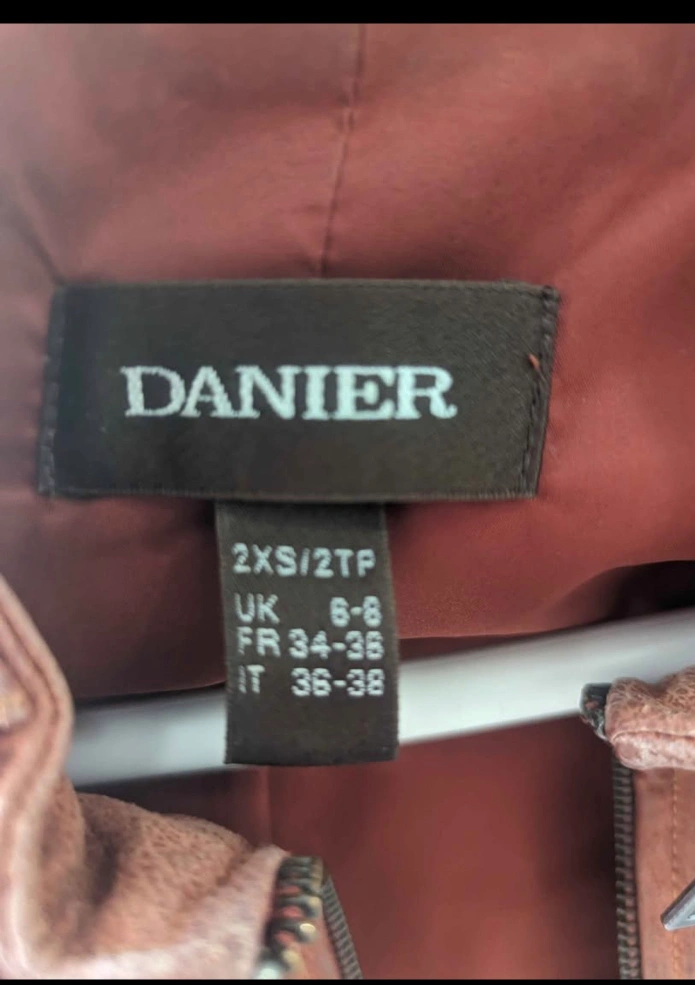 DANIER
2XS/2TP
UK 6-8
FR 34-36
IT 36-38